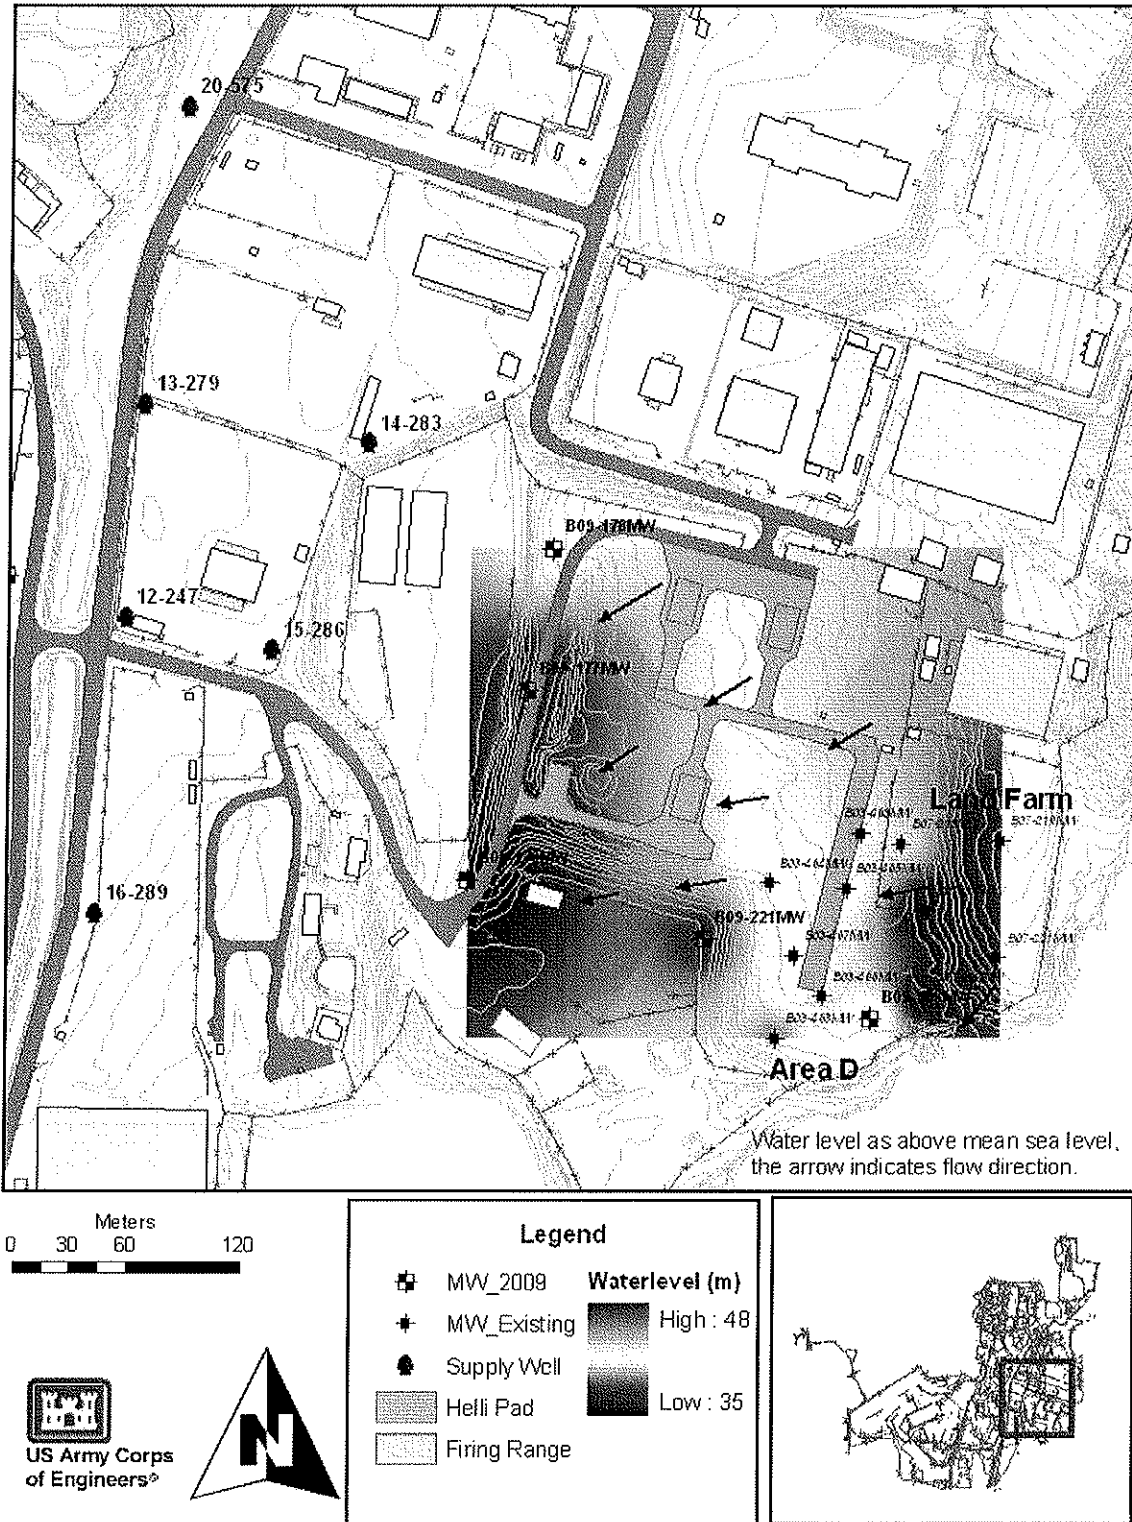 20-575
13-279
14-283
B09-178MW
12-247
15-286
Land Farm
16-289
B09-221MW
Area D
Water level as above mean sea level,
the arrow indicates flow direction.
Meters
0 30 60 120
US Army Corps
of Engineers®
N
Legend
MW_2009
MW_Existing
Supply Well
Helli Pad
Firing Range
Waterlevel (m)
High : 48
Low : 35